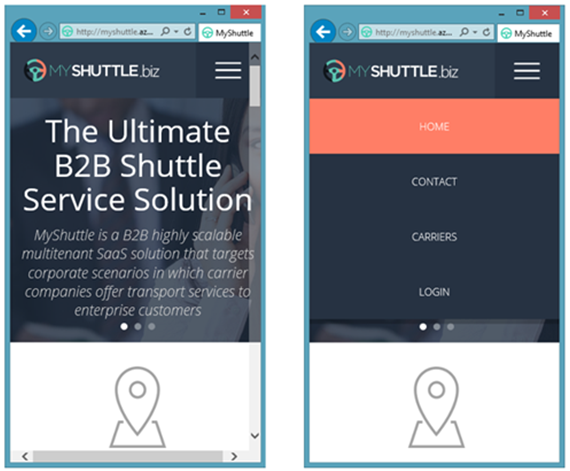 http://myshuttle.az...
MyShuttle
MYSHUTTLE.biz
The Ultimate
B2B Shuttle
Service Solution
MyShuttle is a B2B highly scalable
multitenant SaaS solution that targets
corporate scenarios in which carrier
companies offer transport services to
enterprise customers
http://myshuttle.az...
MyShuttle
MYSHUTTLE.biz
HOME
CONTACT
CARRIERS
LOGIN